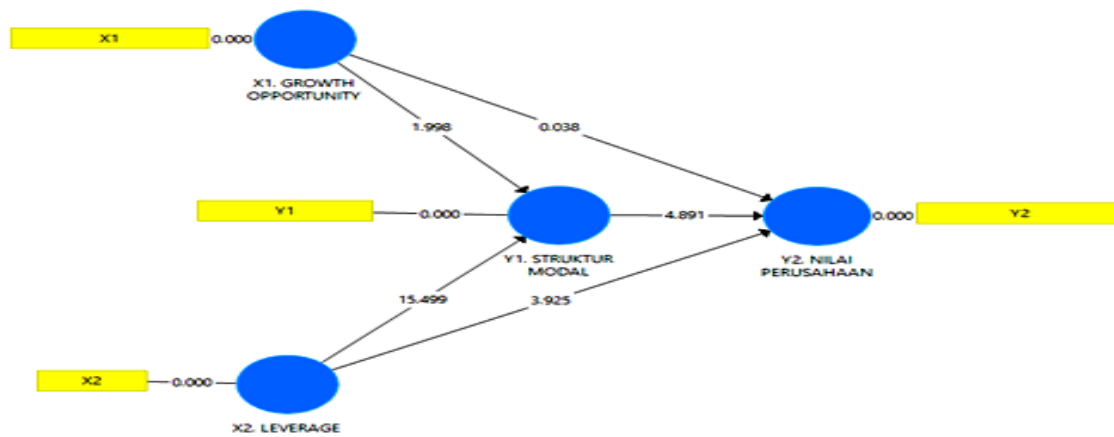 X1
0.000
X1. GROWTH
OPPORTUNITY
1.998
0.038
Y1
0.000
4.891
0.000
Y2
Y1. STRUKTUR
MODAL
Y2. NILAI
PERUSAHAAN
15.499
3.925
X2
0.000
X2. LEVERAGE